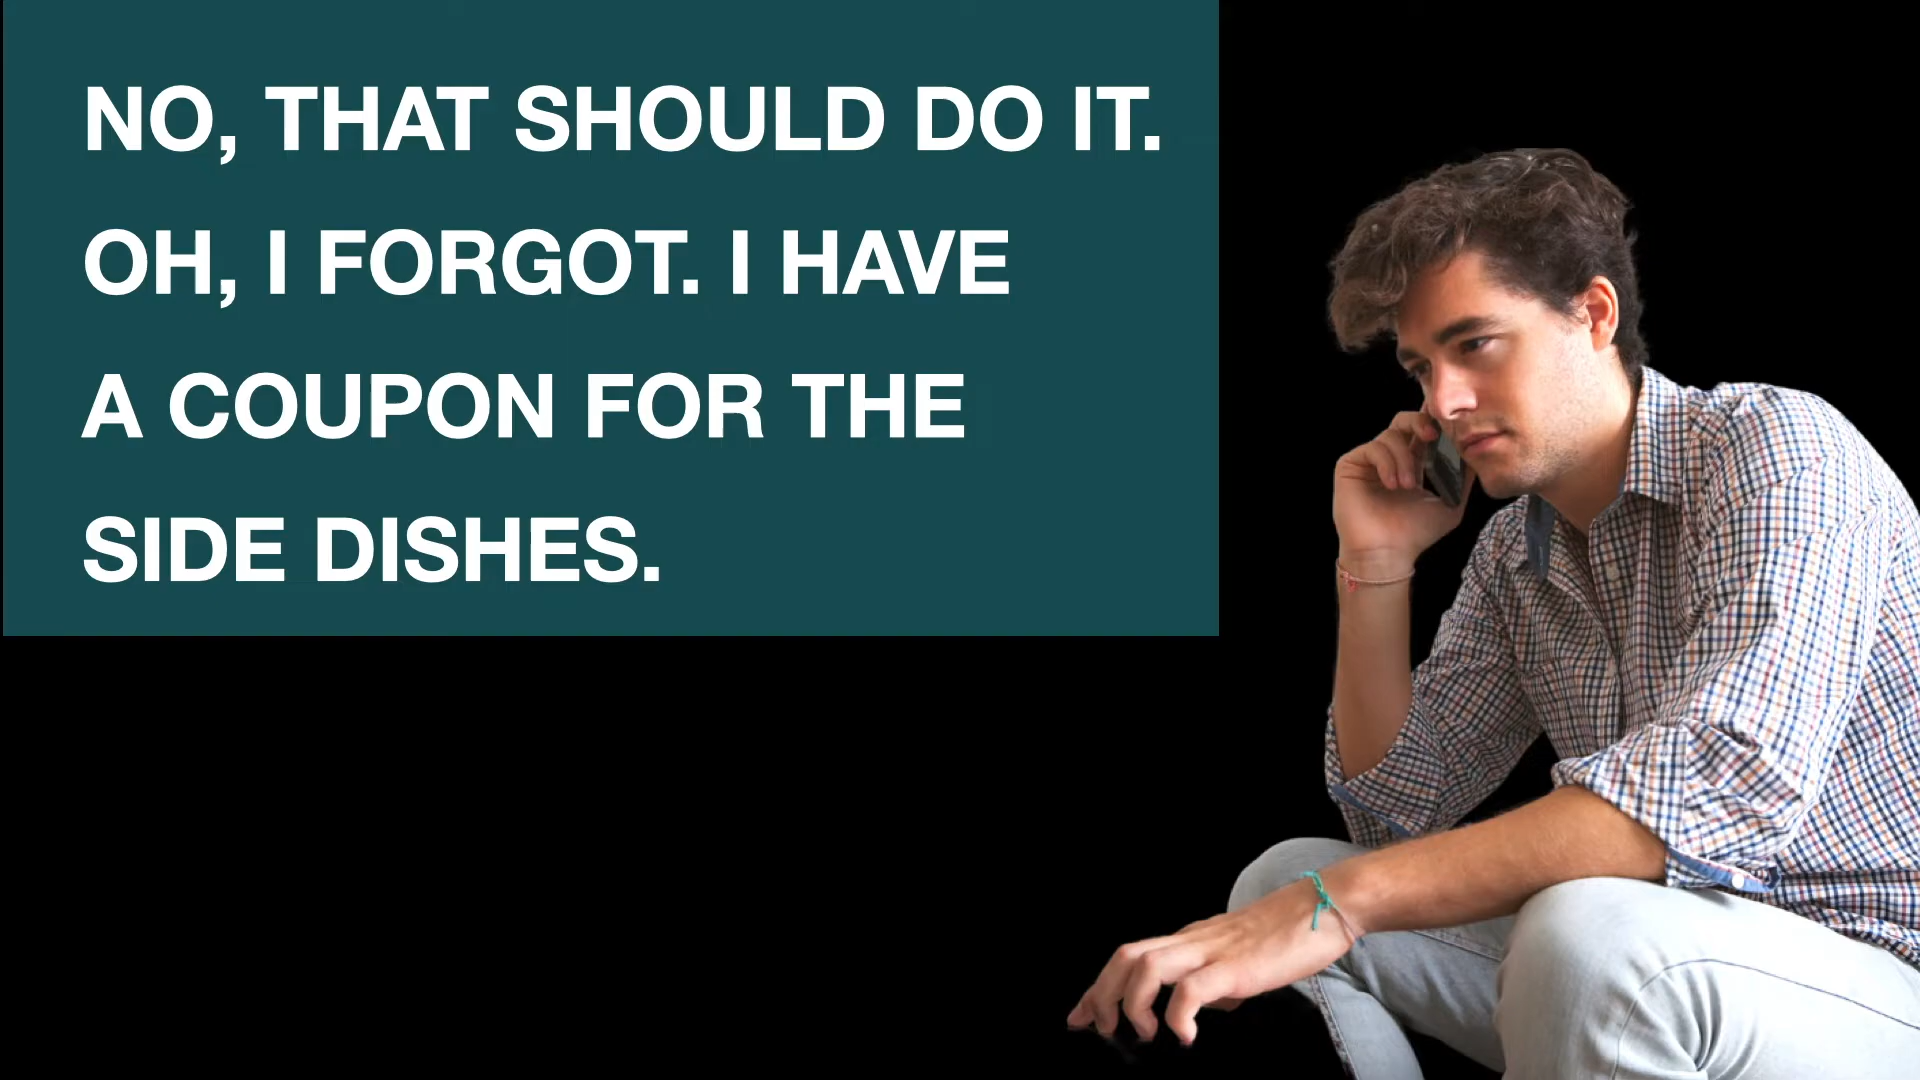 NO, THAT SHOULD DO IT.
OH, I FORGOT. I HAVE
A COUPON FOR THE
SIDE DISHES.